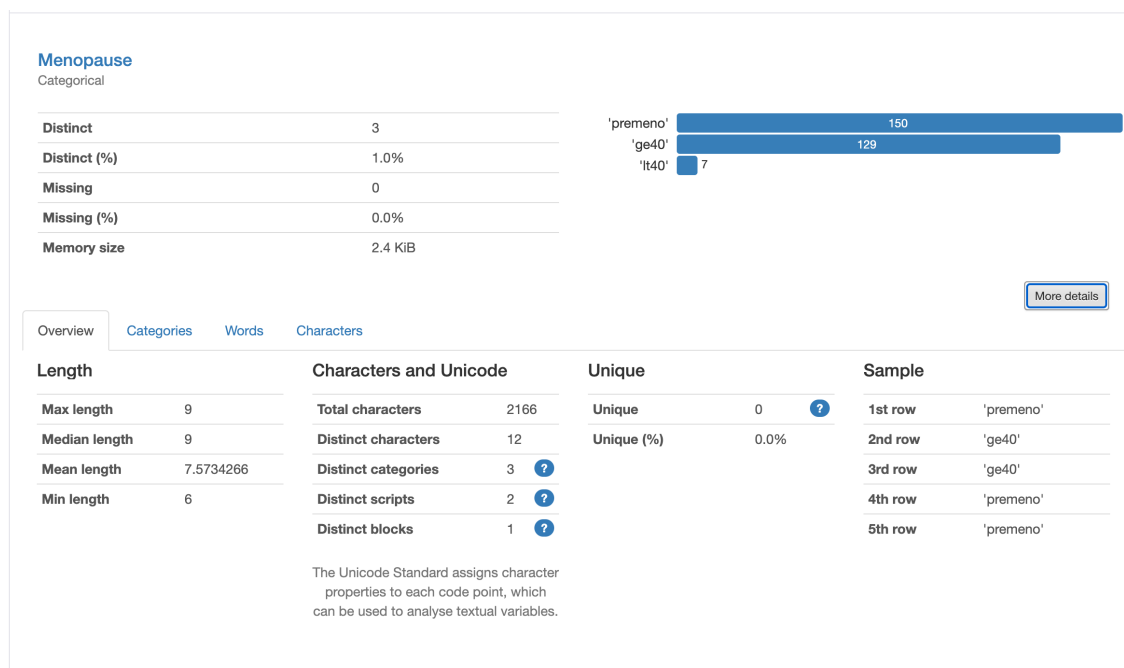 Menopause
Categorical
Distinct 3
Distinct (%) 1.0%
Missing 0
Missing (%) 0.0%
Memory size 2.4 KiB
'premeno' 150
'ge40' 129
'lt40' 7
More details
Overview Categories Words Characters
Length
Max length 9
Median length 9
Mean length 7.5734266
Min length 6
Characters and Unicode
Total characters 2166
Distinct characters 12
Distinct categories 3 ?
Distinct scripts 2 ?
Distinct blocks 1 ?
The Unicode Standard assigns character
properties to each code point, which
can be used to analyse textual variables.
Unique
Unique 0 ?
Unique (%) 0.0%
Sample
1st row 'premeno'
2nd row 'ge40'
3rd row 'ge40'
4th row 'premeno'
5th row 'premeno'